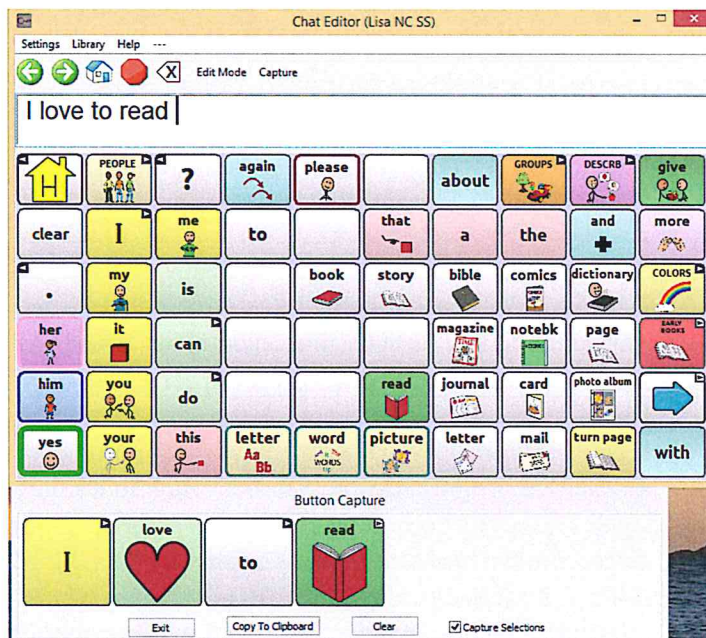 Chat Editor (Lisa NC SS)
Settings Library Help ---
Edit Mode Capture
I love to read
H PEOPLE ? again please about GROUPS DESCRB give
clear I me to that a the and more
. my is book story bible comics dictionary COLORS
her it can magazine notebk page EARLY BOOKS
him you do read journal card photo album
yes your this letter word picture letter mail turn page with
Aa
Bb
WORDS
Button Capture
I love to read
Exit Copy To Clipboard Clear Capture Selections